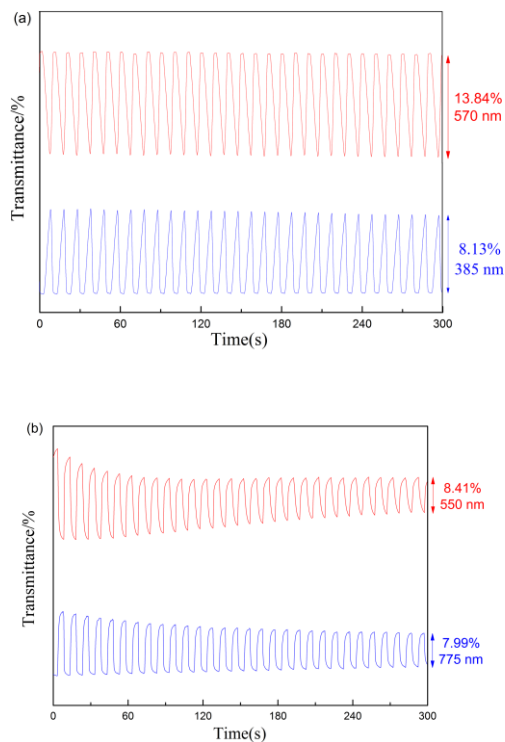 (a)
Transmittance/%
13.84%
570 nm
8.13%
385 nm
0 60 120 180 240 300
Time(s)
(b)
Transmittance/%
8.41%
550 nm
7.99%
775 nm
0 60 120 180 240 300
Time(s)